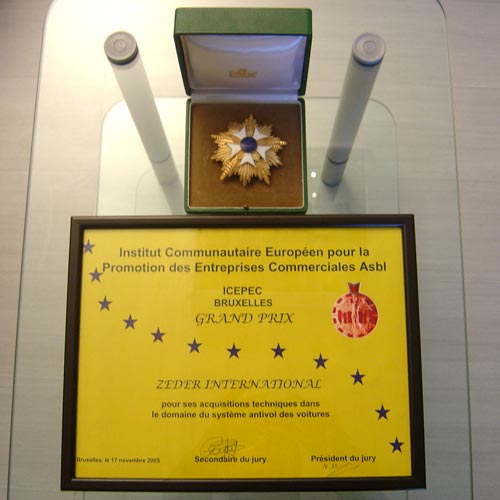 Institut Communautaire Européen pour la
Promotion des Entreprises Commerciales Asbl
ICEPEC
BRUXELLES
GRAND PRIX
ZEDER INTERNATIONAL
pour ses acquisitions techniques dans
le domaine du système antivol des voitures
Bruxelles, le 17 novembre 2005
Secrétaire du jury
Président du jury